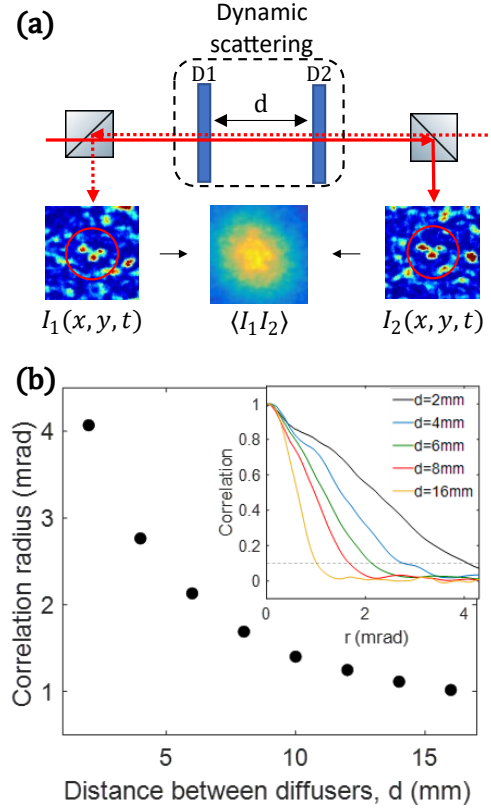 (a)
Dynamic
scattering
D1
D2
d
I₁(x, y, t)
⟨I₁I₂⟩
I₂(x, y, t)
(b)
Correlation radius (mrad)
4
3
2
1
5
10
15
Distance between diffusers, d (mm)
Correlation
1
0.8
0.6
0.4
0.2
0
0
2
4
r (mrad)
d=2mm
d=4mm
d=6mm
d=8mm
d=16mm